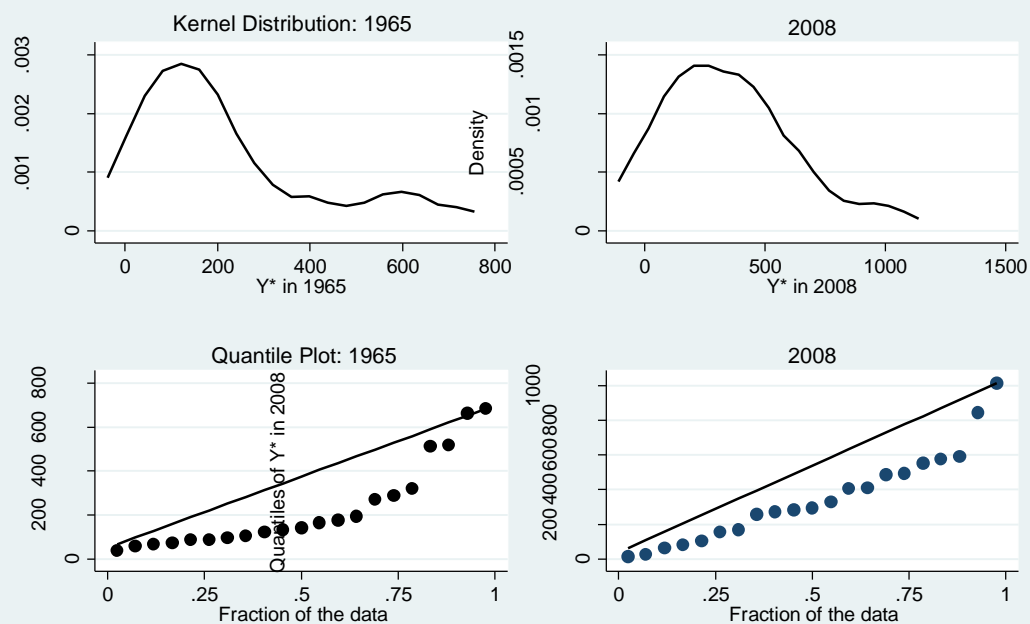 Kernel Distribution: 1965
.003
.002
.001
0
0 200 400 600 800
Y* in 1965
2008
Density
.0015
.001
.0005
0
0 500 1000 1500
Y* in 2008
Quantile Plot: 1965
800
600
400
200
0
0 .25 .5 .75 1
Fraction of the data
2008
Quantiles of Y* in 2008
1000
800
600
400
200
0
0 .25 .5 .75 1
Fraction of the data